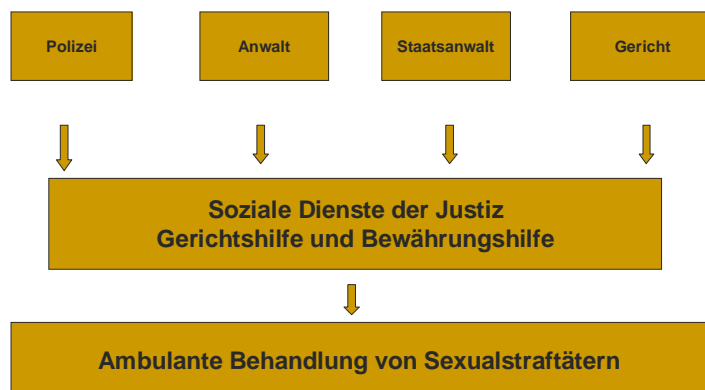 Polizei
Anwalt
Staatsanwalt
Gericht
Soziale Dienste der Justiz
Gerichtshilfe und Bewährungshilfe
Ambulante Behandlung von Sexualstraftätern